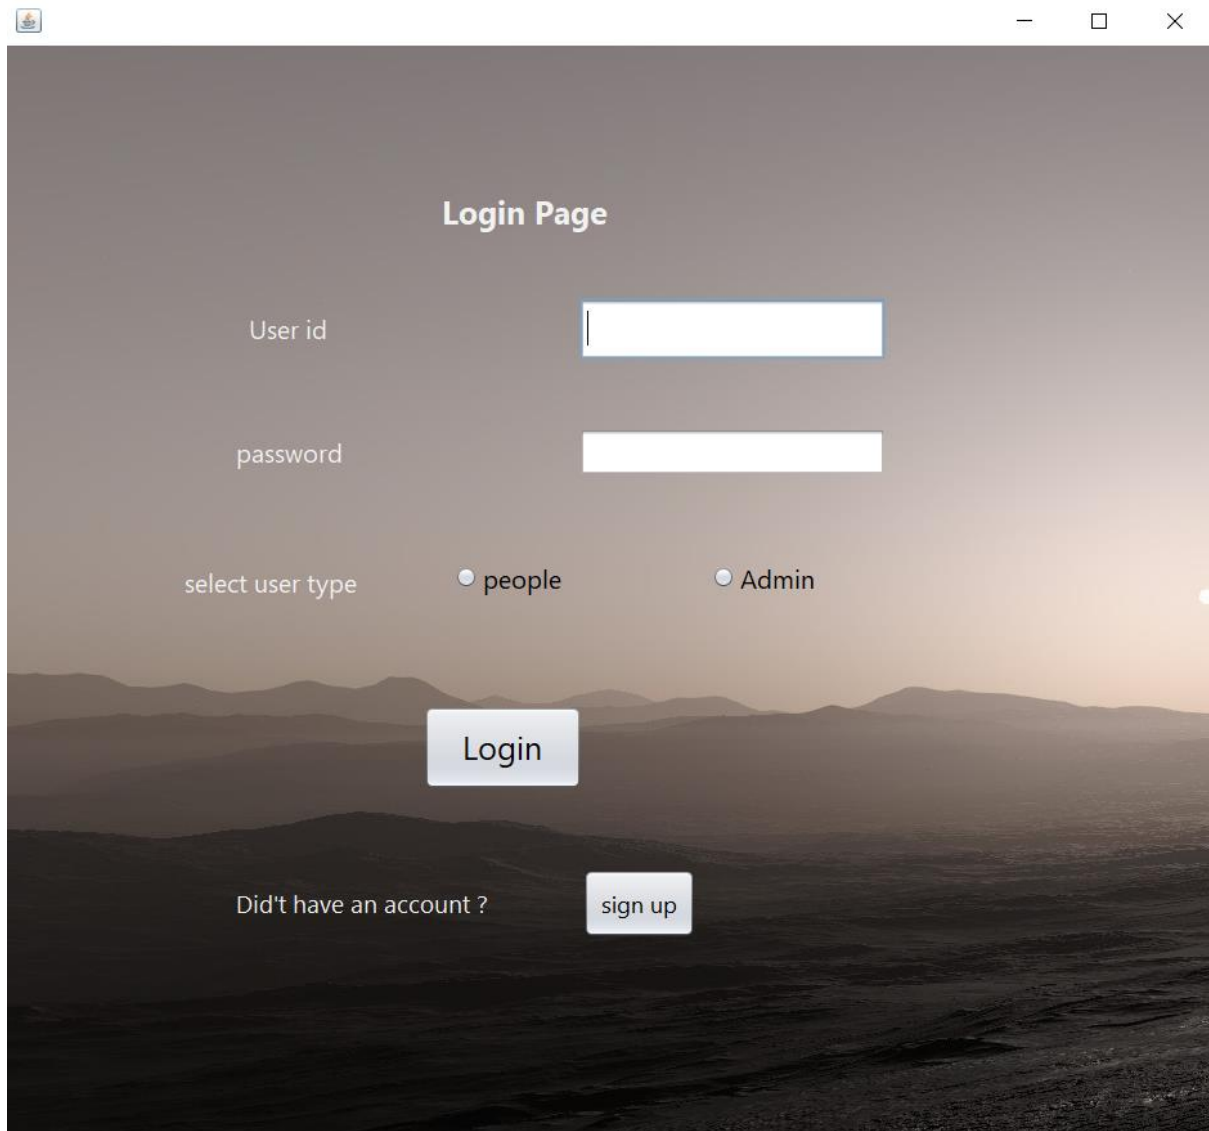 Login Page
User id
password
select user type people Admin
Login
Did't have an account ? sign up